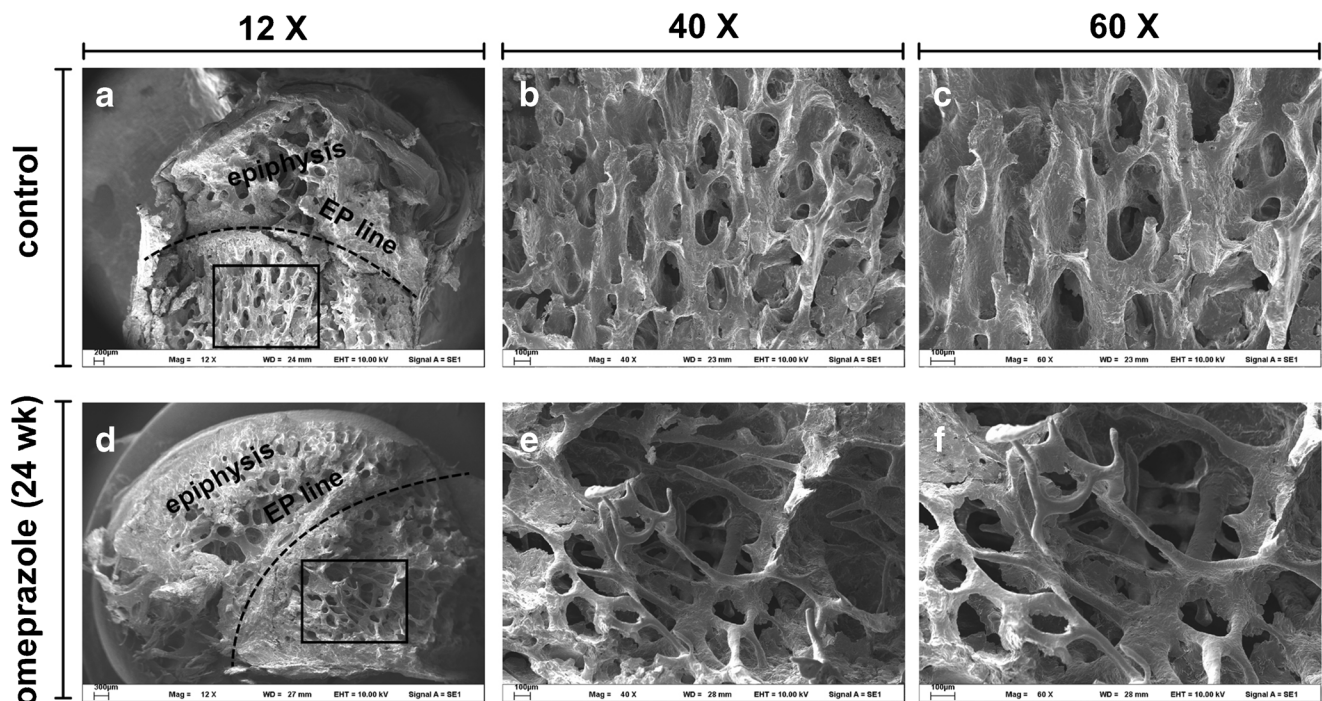 12 X
40 X
60 X
control
a
epiphysis
EP line
200µm
Mag = 12 X WD = 24 mm EHT = 10.00 kV Signal A = SE1
b
100µm
Mag = 40 X WD = 23 mm EHT = 10.00 kV Signal A = SE1
c
100µm
Mag = 60 X WD = 23 mm EHT = 10.00 kV Signal A = SE1
omeprazole (24 wk)
d
epiphysis
EP line
300µm
Mag = 12 X WD = 27 mm EHT = 10.00 kV Signal A = SE1
e
100µm
Mag = 40 X WD = 28 mm EHT = 10.00 kV Signal A = SE1
f
100µm
Mag = 60 X WD = 28 mm EHT = 10.00 kV Signal A = SE1